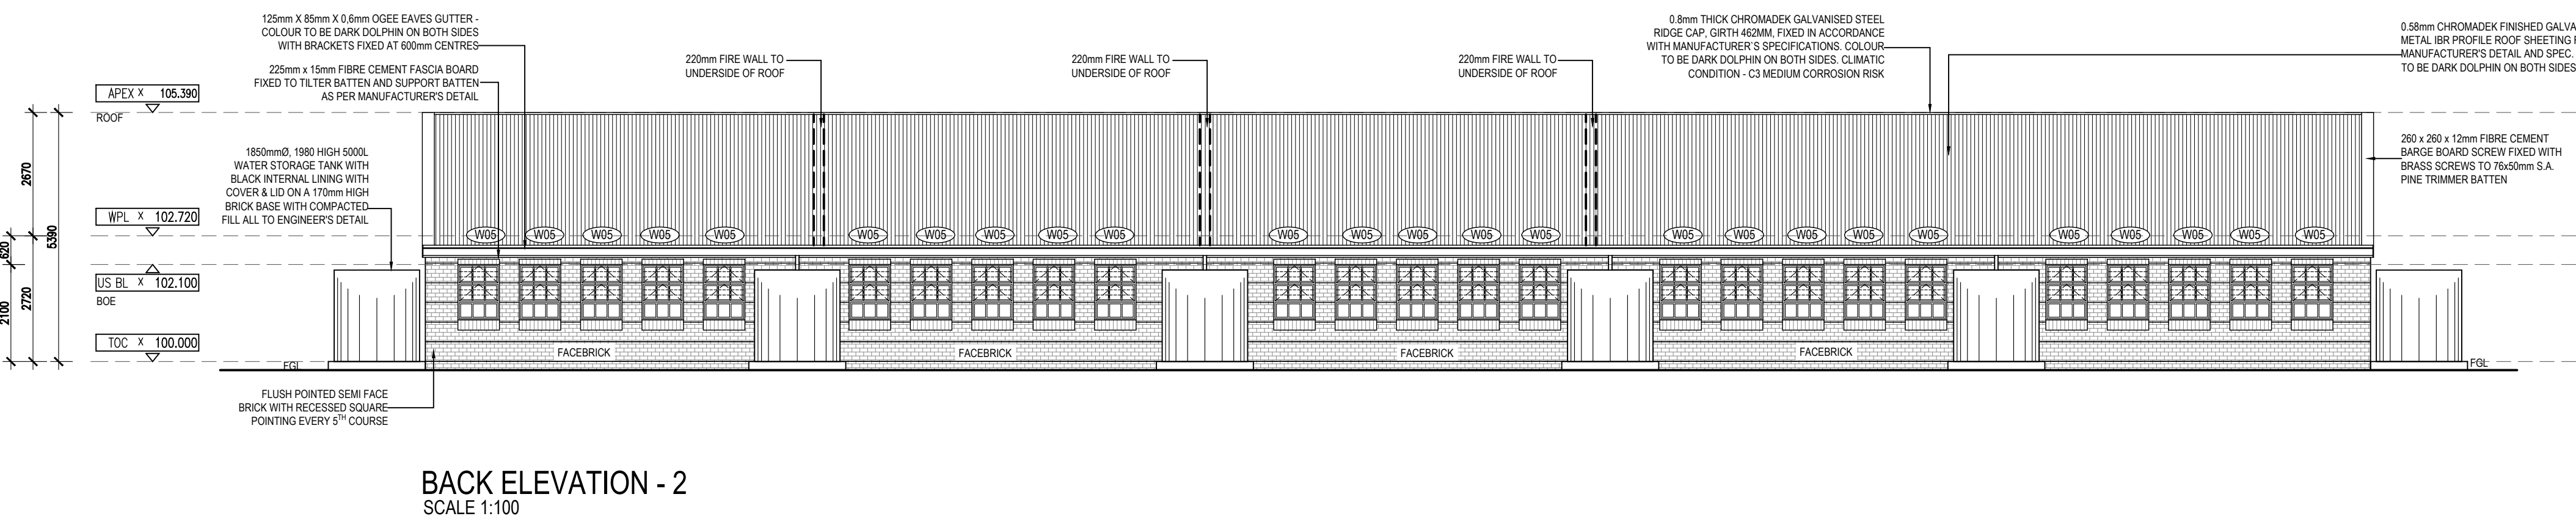 125mm X 85mm X 0,6mm OGEE EAVES GUTTER -
COLOUR TO BE DARK DOLPHIN ON BOTH SIDES
WITH BRACKETS FIXED AT 600mm CENTRES
225mm x 15mm FIBRE CEMENT FASCIA BOARD
FIXED TO TILTER BATTEN AND SUPPORT BATTEN
AS PER MANUFACTURER'S DETAIL
220mm FIRE WALL TO
UNDERSIDE OF ROOF
220mm FIRE WALL TO
UNDERSIDE OF ROOF
220mm FIRE WALL TO
UNDERSIDE OF ROOF
0.8mm THICK CHROMADEK GALVANISED STEEL
RIDGE CAP, GIRTH 462MM, FIXED IN ACCORDANCE
WITH MANUFACTURER`S SPECIFICATIONS. COLOUR
TO BE DARK DOLPHIN ON BOTH SIDES. CLIMATIC
CONDITION - C3 MEDIUM CORROSION RISK
0.58mm CHROMADEK FINISHED GALVA
METAL IBR PROFILE ROOF SHEETING
MANUFACTURER'S DETAIL AND SPEC.
TO BE DARK DOLPHIN ON BOTH SIDES
260 x 260 x 12mm FIBRE CEMENT
BARGE BOARD SCREW FIXED WITH
BRASS SCREWS TO 76x50mm S.A.
PINE TRIMMER BATTEN
APEX X 105.390
ROOF
WPL X 102.720
US BL X 102.100
BOE
TOC X 100.000
2670
5390
620
2720
2100
1850mmØ, 1980 HIGH 5000L
WATER STORAGE TANK WITH
BLACK INTERNAL LINING WITH
COVER & LID ON A 170mm HIGH
BRICK BASE WITH COMPACTED
FILL ALL TO ENGINEER'S DETAIL
W05 W05 W05 W05 W05 W05 W05 W05 W05 W05 W05 W05 W05 W05 W05 W05 W05 W05 W05 W05 W05 W05 W05 W05 W05
FACEBRICK FACEBRICK FACEBRICK FACEBRICK
FGL FGL
FLUSH POINTED SEMI FACE
BRICK WITH RECESSED SQUARE
POINTING EVERY 5TH COURSE
BACK ELEVATION - 2
SCALE 1:100